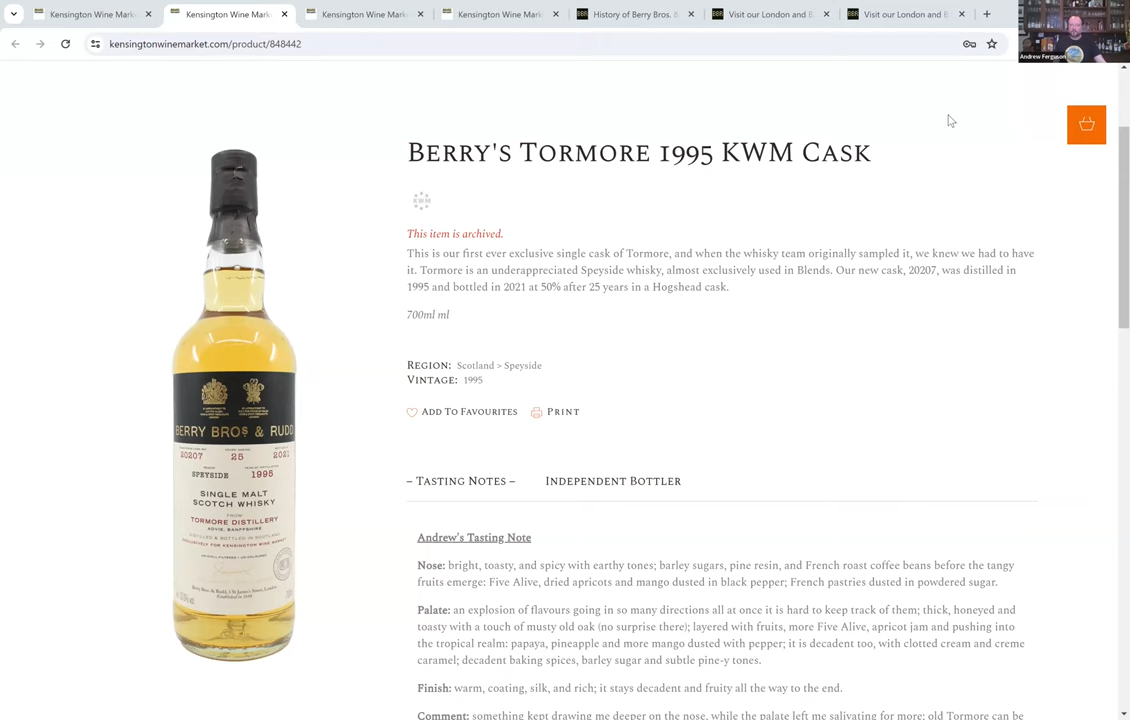 Kensington Wine Mark
Kensington Wine Mark
Kensington Wine Mark
Kensington Wine Mark
History of Berry Bros. &
Visit our London and B
Visit our London and B
kensingtonwinemarket.com/product/848442
Andrew Ferguson
BERRY'S TORMORE 1995 KWM CASK
KWM
This item is archived.
This is our first ever exclusive single cask of Tormore, and when the whisky team originally sampled it, we knew we had to have
it. Tormore is an underappreciated Speyside whisky, almost exclusively used in Blends. Our new cask, 20207, was distilled in
1995 and bottled in 2021 at 50% after 25 years in a Hogshead cask.
700ml ml
REGION: Scotland > Speyside
VINTAGE: 1995
ADD TO FAVOURITES PRINT
– TASTING NOTES – INDEPENDENT BOTTLER
Andrew's Tasting Note
Nose: bright, toasty, and spicy with earthy tones; barley sugars, pine resin, and French roast coffee beans before the tangy
fruits emerge: Five Alive, dried apricots and mango dusted in black pepper; French pastries dusted in powdered sugar.
Palate: an explosion of flavours going in so many directions all at once it is hard to keep track of them; thick, honeyed and
toasty with a touch of musty old oak (no surprise there); layered with fruits, more Five Alive, apricot jam and pushing into
the tropical realm: papaya, pineapple and more mango dusted with pepper; it is decadent too, with clotted cream and creme
caramel; decadent baking spices, barley sugar and subtle pine-y tones.
Finish: warm, coating, silk, and rich; it stays decadent and fruity all the way to the end.
Comment: something kept drawing me deeper on the nose, while the palate left me salivating for more; old Tormore can be
BERRY BROS & RUDD
20207 25 2021
SPEYSIDE 1995
SINGLE MALT
SCOTCH WHISKY
FROM
TORMORE DISTILLERY
ADVIE, BANFFSHIRE
DISTILLED & BOTTLED IN SCOTLAND
EXCLUSIVELY FOR KENSINGTON WINE MARKET